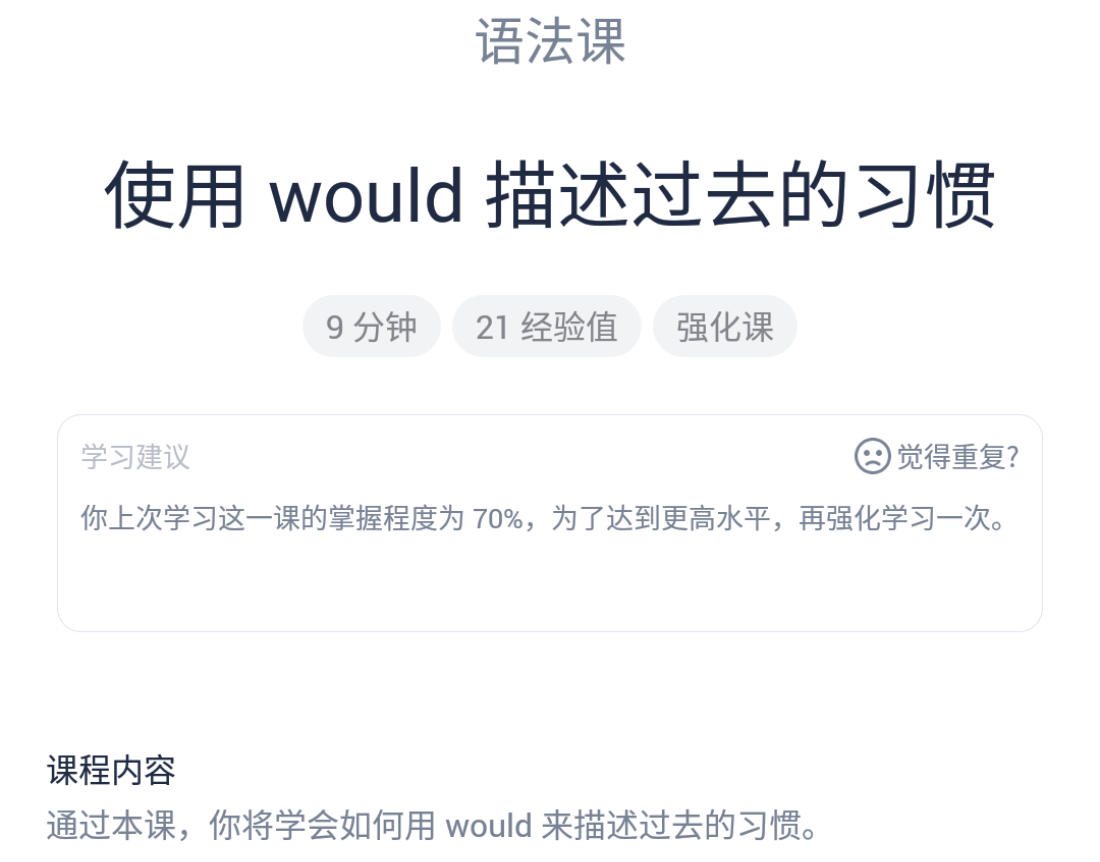 语法课
使用 would 描述过去的习惯
9 分钟 21 经验值 强化课
学习建议 觉得重复?
你上次学习这一课的掌握程度为 70%，为了达到更高水平，再强化学习一次。
课程内容
通过本课，你将学会如何用 would 来描述过去的习惯。